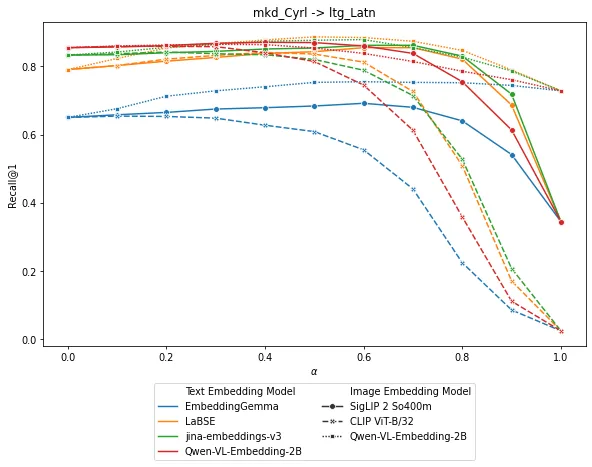 mkd_Cyrl -> ltg_Latn
Recall@1
0.8
0.6
0.4
0.2
0.0
0.0 0.2 0.4 0.6 0.8 1.0
α
Text Embedding Model Image Embedding Model
EmbeddingGemma SigLIP 2 So400m
LaBSE CLIP ViT-B/32
jina-embeddings-v3 Qwen-VL-Embedding-2B
Qwen-VL-Embedding-2B